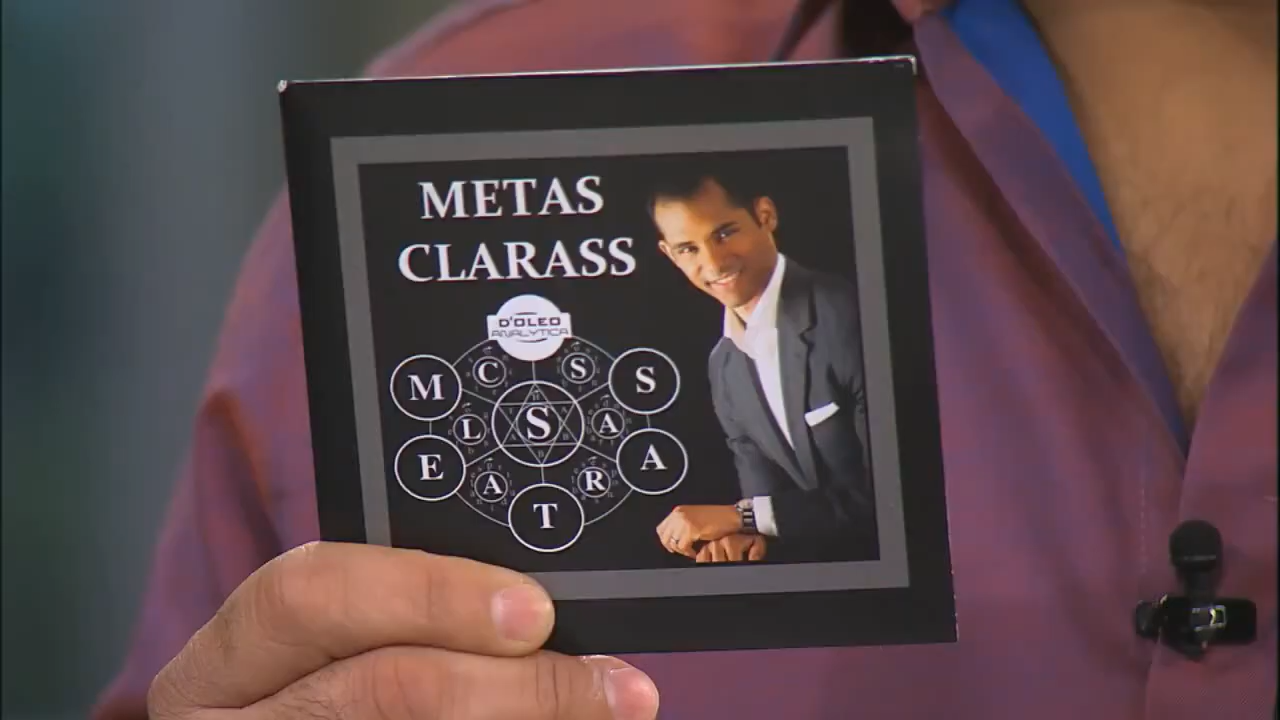 METAS
CLARASS
D'OLEO
ANALYTICA
C S
M S
S
L A
E A
A R
T